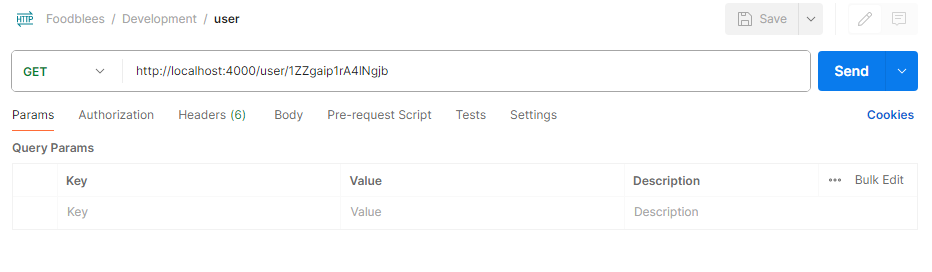 HTTP Foodblees / Development / user Save
GET http://localhost:4000/user/1ZZgaip1rA4lNgjb Send
Params Authorization Headers (6) Body Pre-request Script Tests Settings Cookies
Query Params
Key Value Description ••• Bulk Edit
Key Value Description